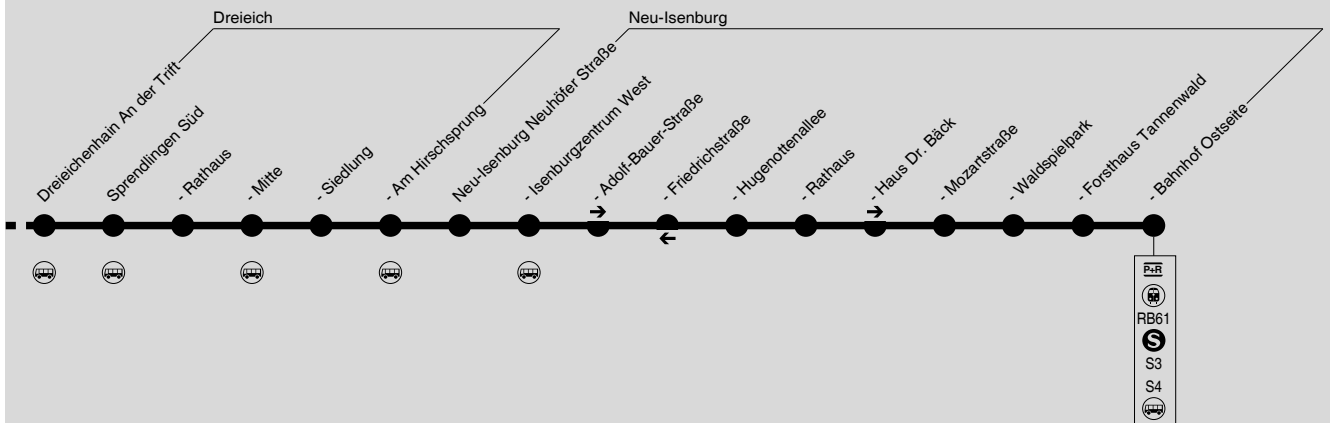 Dreieich
Neu-Isenburg
Dreieichenhain An der Trift
Sprendlingen Süd
- Rathaus
- Mitte
- Siedlung
- Am Hirschsprung
Neu-Isenburg Neuhöfer Straße
- Isenburgzentrum West
- Adolf-Bauer-Straße
- Friedrichstraße
- Hugenottenallee
- Rathaus
- Haus Dr. Bäck
- Mozartstraße
- Waldspielpark
- Forsthaus Tannenwald
- Bahnhof Ostseite
P+R
RB61
S
S3
S4